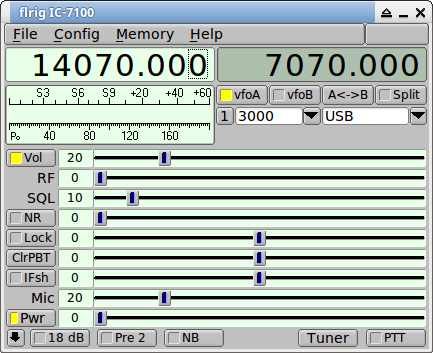 flrig IC-7100
File Config Memory Help
14070.000 7070.000
S3 S6 S9 +20 +40 +60
Po 40 80 120 160
vfoA vfoB A<->B Split
1 3000 USB
Vol 20
RF 0
SQL 10
NR 0
Lock 0
ClrPBT 0
IFsh 0
Mic 20
Pwr 0
18 dB Pre 2 NB Tuner PTT